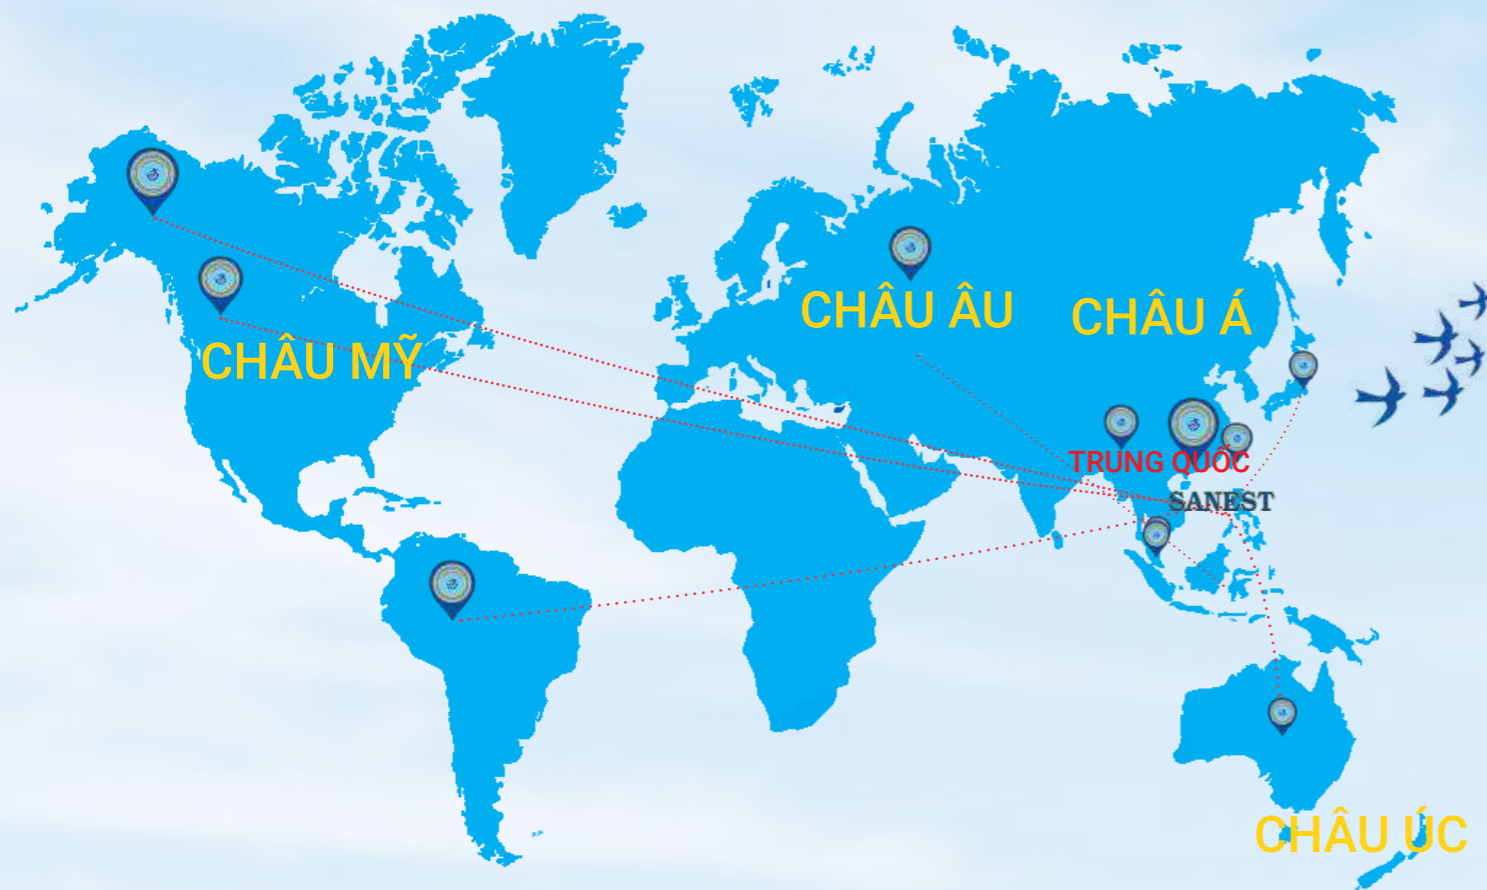 CHÂU ÂU
CHÂU Á
CHÂU MỸ
TRUNG QUỐC
SANEST
CHÂU ÚC